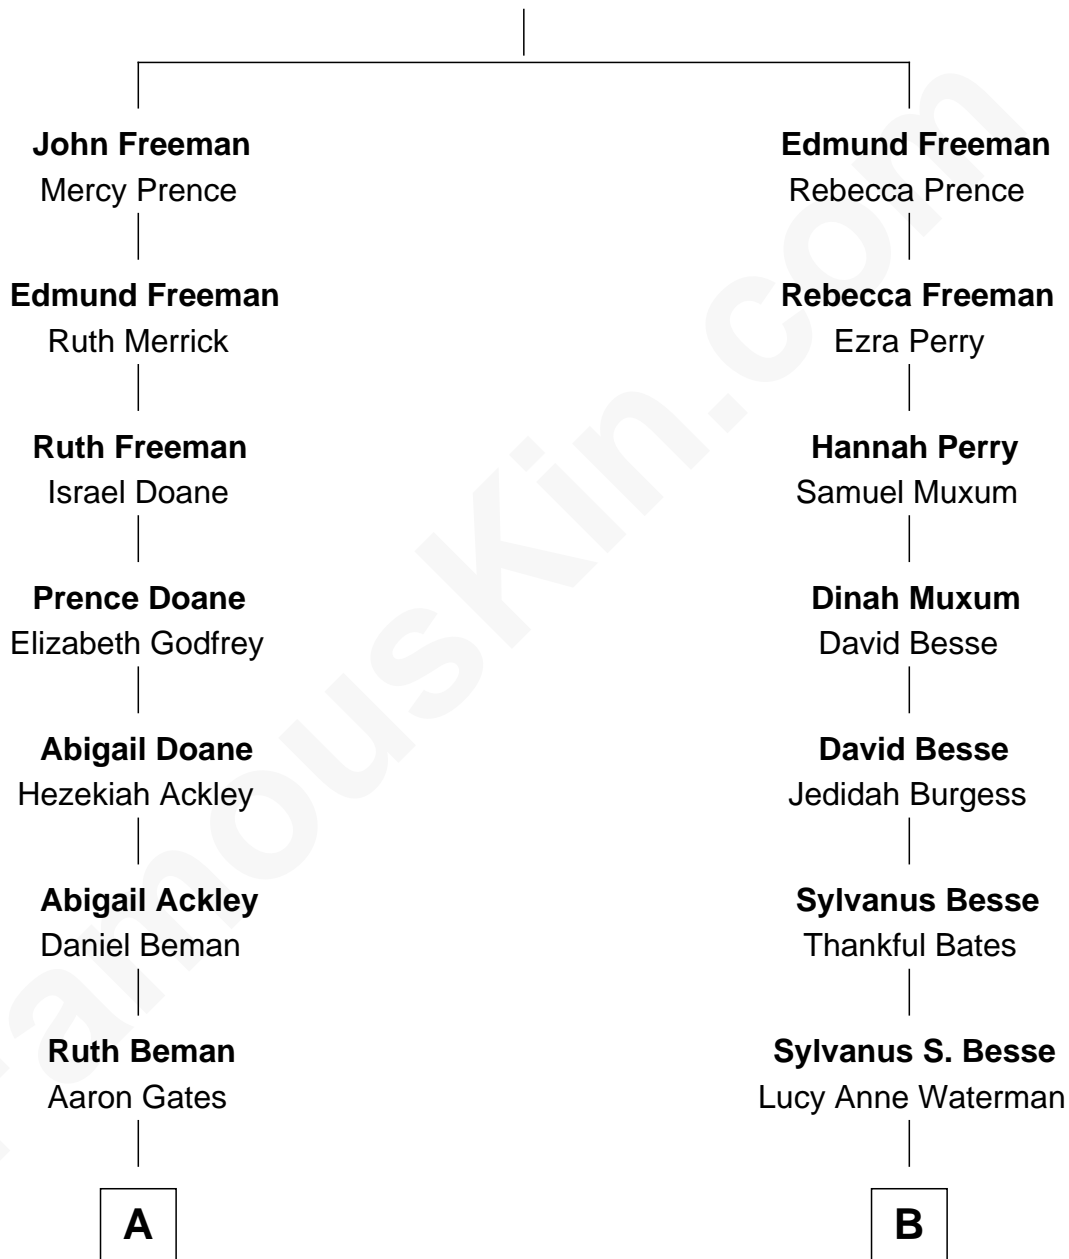 John Freeman
Mercy Prence
Edmund Freeman
Rebecca Prence
Edmund Freeman
Ruth Merrick
Rebecca Freeman
Ezra Perry
Ruth Freeman
Israel Doane
Hannah Perry
Samuel Muxum
Prence Doane
Elizabeth Godfrey
Dinah Muxum
David Besse
Abigail Doane
Hezekiah Ackley
David Besse
Jedidah Burgess
Abigail Ackley
Daniel Beman
Sylvanus Besse
Thankful Bates
Ruth Beman
Aaron Gates
Sylvanus S. Besse
Lucy Anne Waterman
A
B
FamousKin.com